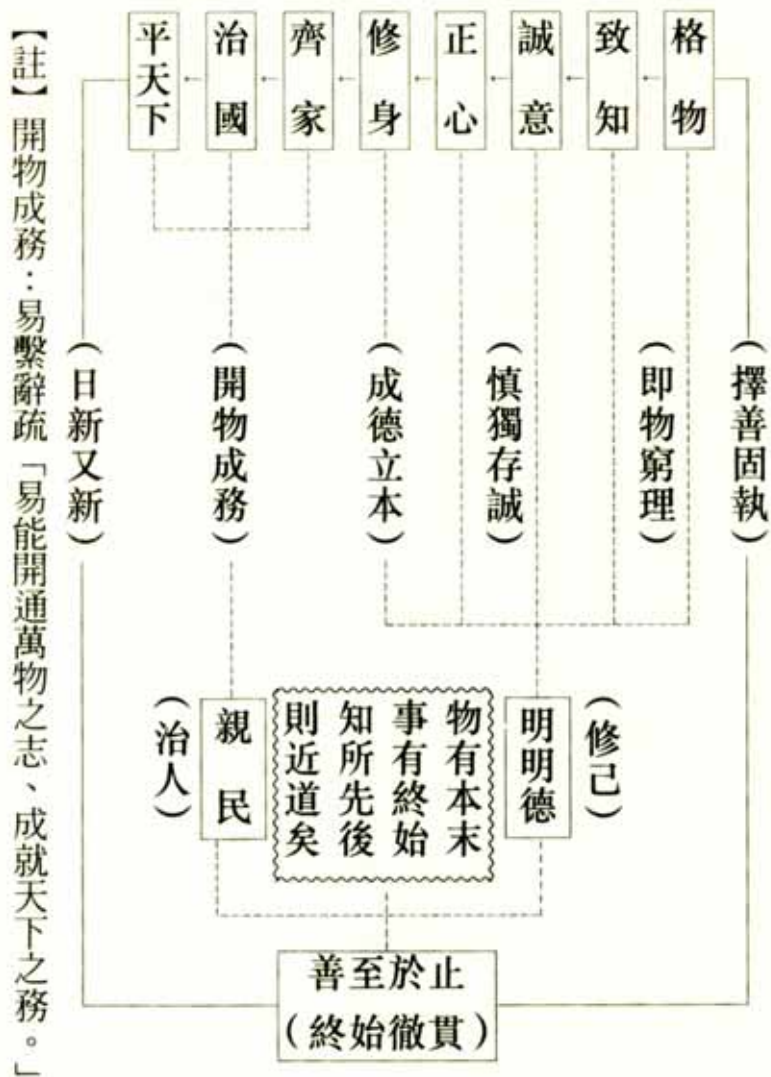 格物
致知
誠意
正心
修身
齊家
治國
平天下
（擇善固執）
（即物窮理）
（慎獨存誠）
（成德立本）
（開物成務）
（日新又新）
（修己）
明明德
物有本末
事有終始
知所先後
則近道矣
親民
（治人）
止於至善
（貫徹始終）
【註】開物成務：易繫辭疏「易能開通萬物之志、成就天下之務。」